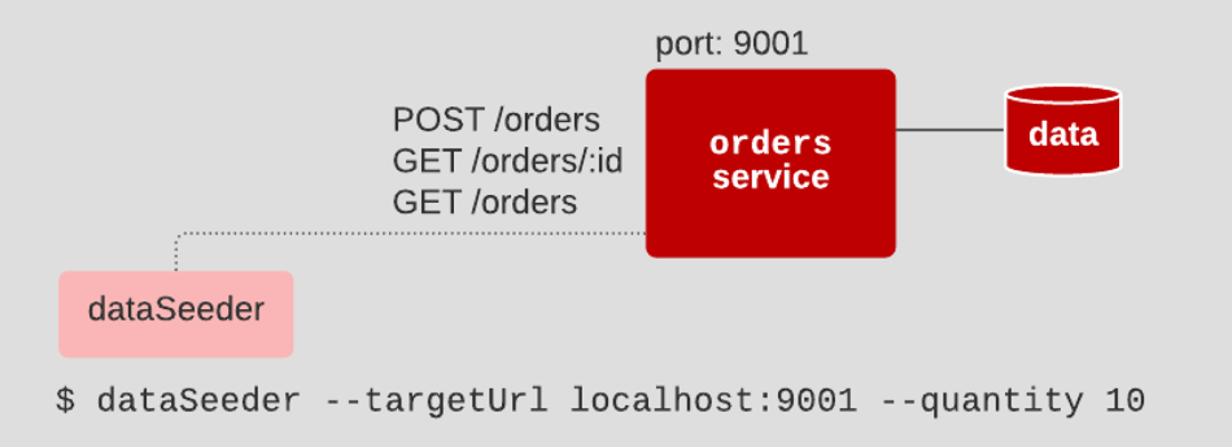 port: 9001
POST /orders
GET /orders/:id
GET /orders
orders
service
data
dataSeeder
$ dataSeeder --targetUrl localhost:9001 --quantity 10